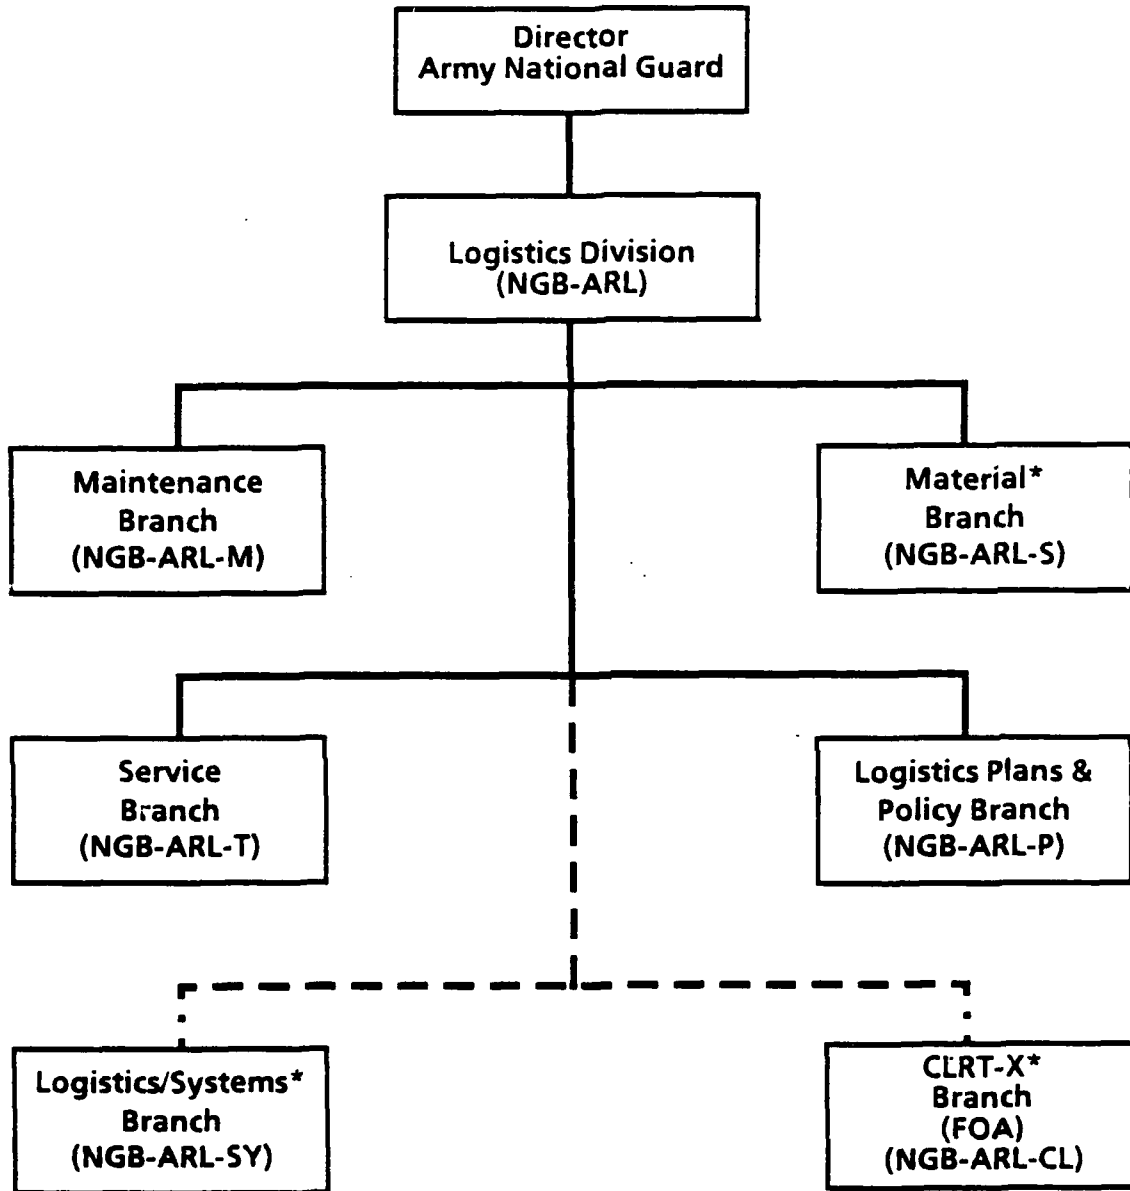 Director
Army National Guard
Logistics Division
(NGB-ARL)
Maintenance
Branch
(NGB-ARL-M)
Material*
Branch
(NGB-ARL-S)
Service
Branch
(NGB-ARL-T)
Logistics Plans &
Policy Branch
(NGB-ARL-P)
Logistics/Systems*
Branch
(NGB-ARL-SY)
CLRT-X*
Branch
(FOA)
(NGB-ARL-CL)